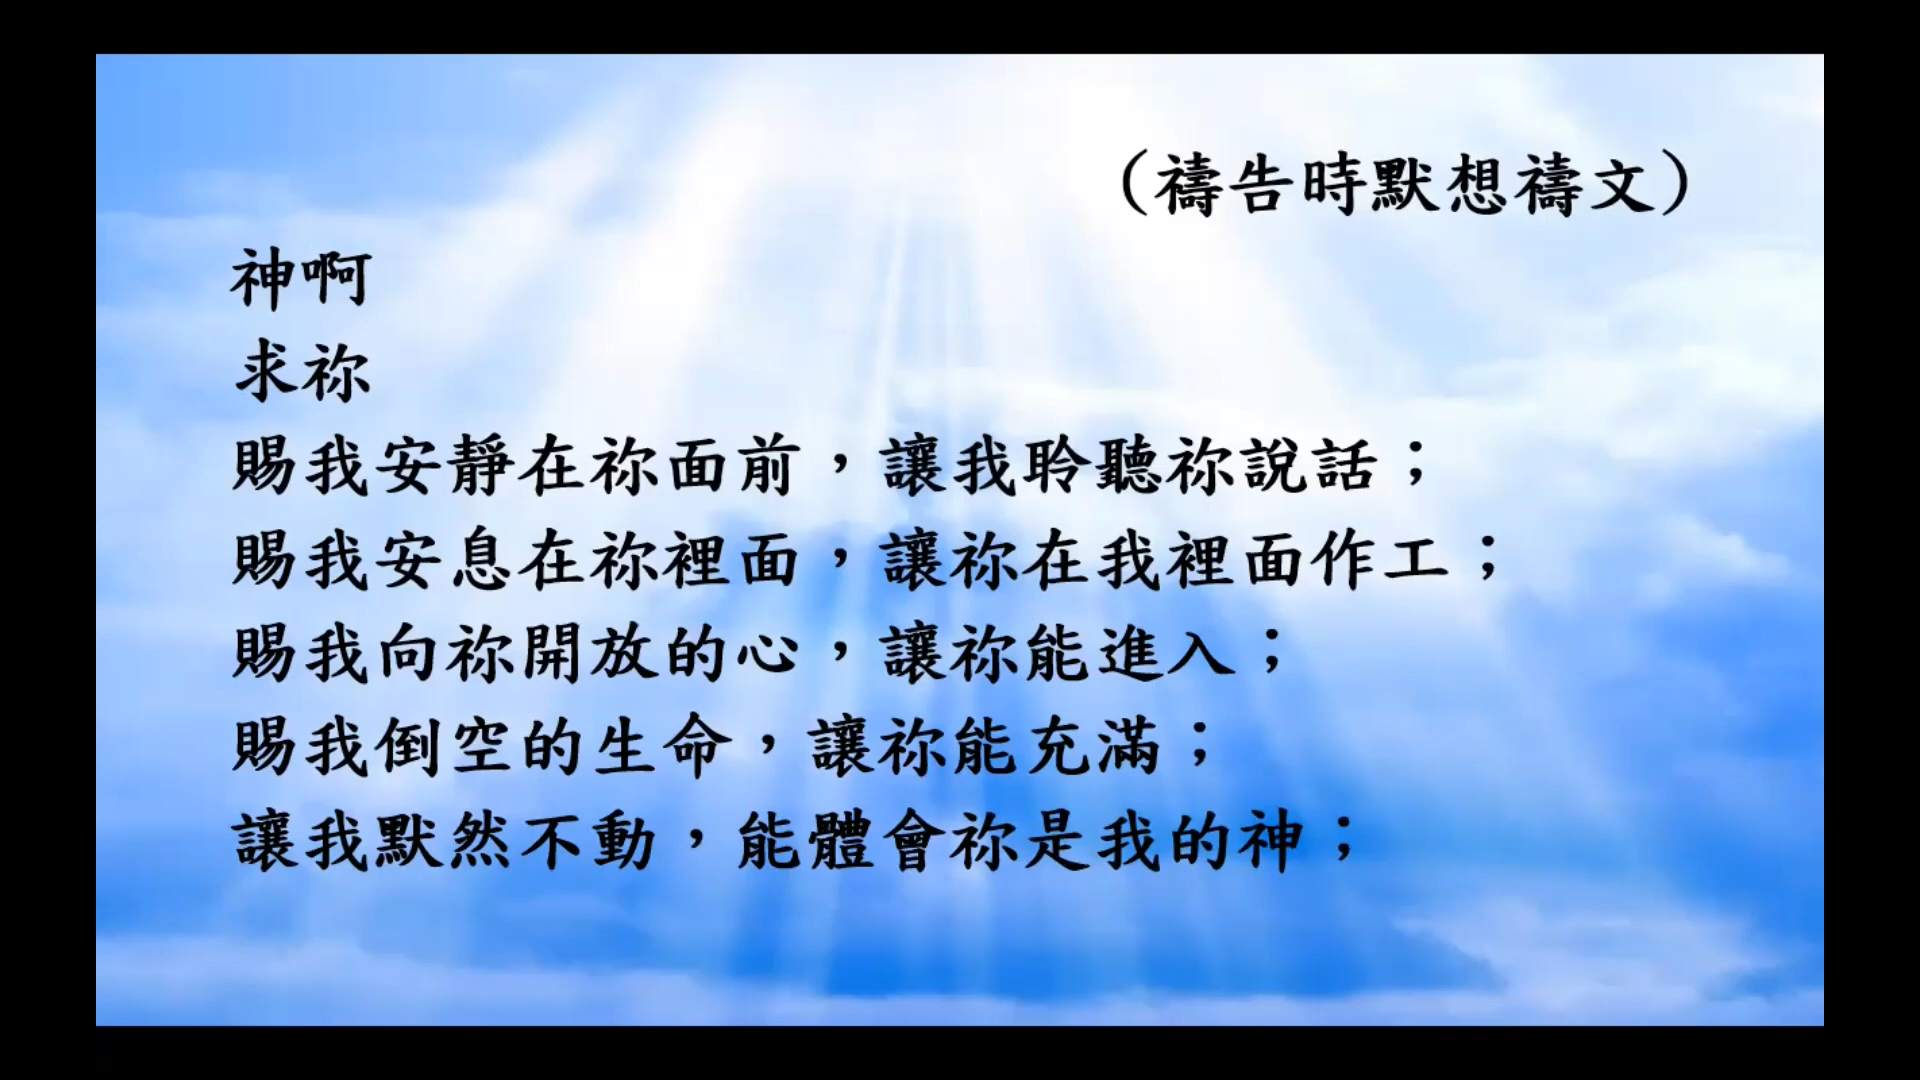 （禱告時默想禱文）
神啊
求祢
賜我安靜在祢面前，讓我聆聽祢說話；
賜我安息在祢裡面，讓祢在我裡面作工；
賜我向祢開放的心，讓祢能進入；
賜我倒空的生命，讓祢能充滿；
讓我默然不動，能體會祢是我的神；